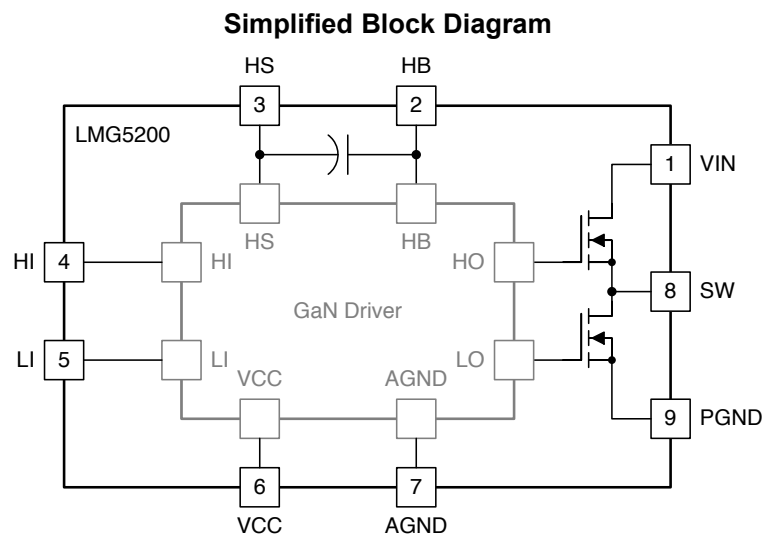 Simplified Block Diagram
HS HB
3 2
LMG5200
1 VIN
HS HB
HI 4 HI HO
8 SW
GaN Driver
LI 5 LI LO
VCC AGND
9 PGND
6 7
VCC AGND